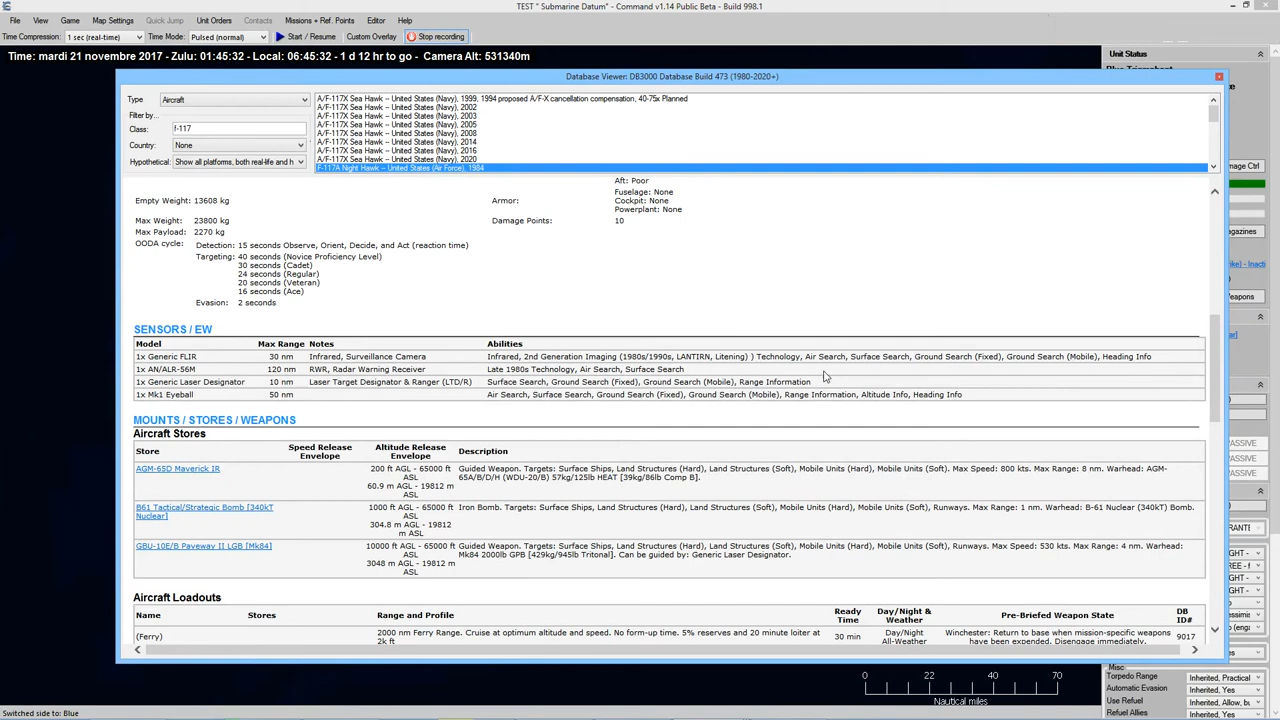 TEST " Submarine Datum" - Command v1.14 Public Beta - Build 998.1
File View Game Map Settings Quick Jump Unit Orders Contacts Missions + Ref. Points Editor Help
Time Compression: 1 sec (real-time) Time Mode: Pulsed (normal) Start / Resume Custom Overlay Stop recording
Time: mardi 21 novembre 2017 - Zulu: 01:45:32 - Local: 06:45:32 - 1 d 12 hr to go - Camera Alt: 531340m
Unit Status
Database Viewer: DB3000 Database Build 473 (1980-2020+)
Type Aircraft
Filter by...
Class: f-117
Country: None
Hypothetical: Show all platforms, both real-life and h
A/F-117X Sea Hawk -- United States (Navy), 1999, 1994 proposed A/F-X cancellation compensation, 40-75x Planned
A/F-117X Sea Hawk -- United States (Navy), 2002
A/F-117X Sea Hawk -- United States (Navy), 2003
A/F-117X Sea Hawk -- United States (Navy), 2005
A/F-117X Sea Hawk -- United States (Navy), 2008
A/F-117X Sea Hawk -- United States (Navy), 2014
A/F-117X Sea Hawk -- United States (Navy), 2016
A/F-117X Sea Hawk -- United States (Navy), 2020
F-117A Night Hawk -- United States (Air Force), 1984
Aft: Poor
Fuselage: None
Empty Weight: 13608 kg Armor: Cockpit: None
Powerplant: None
Max Weight: 23800 kg Damage Points: 10
Max Payload: 2270 kg
OODA cycle: Detection: 15 seconds Observe, Orient, Decide, and Act (reaction time)
Targeting: 40 seconds (Novice Proficiency Level)
30 seconds (Cadet)
24 seconds (Regular)
20 seconds (Veteran)
16 seconds (Ace)
Evasion: 2 seconds
SENSORS / EW
Model Max Range Notes Abilities
1x Generic FLIR 30 nm Infrared, Surveillance Camera Infrared, 2nd Generation Imaging (1980s/1990s, LANTIRN, Litening) ) Technology, Air Search, Surface Search, Ground Search (Fixed), Ground Search (Mobile), Heading Info
1x AN/ALR-56M 120 nm RWR, Radar Warning Receiver Late 1980s Technology, Air Search, Surface Search
1x Generic Laser Designator 10 nm Laser Target Designator & Ranger (LTD/R) Surface Search, Ground Search (Fixed), Ground Search (Mobile), Range Information
1x Mk1 Eyeball 50 nm Air Search, Surface Search, Ground Search (Fixed), Ground Search (Mobile), Range Information, Altitude Info, Heading Info
MOUNTS / STORES / WEAPONS
Aircraft Stores
Store Speed Release Envelope Altitude Release Envelope Description
AGM-65D Maverick IR 200 ft AGL - 65000 ft ASL Guided Weapon. Targets: Surface Ships, Land Structures (Hard), Land Structures (Soft), Mobile Units (Hard), Mobile Units (Soft). Max Speed: 800 kts. Max Range: 8 nm. Warhead: AGM-
60.9 m AGL - 19812 m ASL 65A/B/D/H (WDU-20/B) 57kg/125lb HEAT [39kg/86lb Comp B].
B61 Tactical/Strategic Bomb [340kT Nuclear] 1000 ft AGL - 65000 ft ASL Iron Bomb. Targets: Surface Ships, Land Structures (Hard), Land Structures (Soft), Mobile Units (Hard), Mobile Units (Soft), Runways. Max Range: 1 nm. Warhead: B-61 Nuclear (340kT) Bomb.
304.8 m AGL - 19812 m ASL
GBU-10E/B Paveway II LGB [Mk84] 10000 ft AGL - 65000 ft ASL Guided Weapon. Targets: Surface Ships, Land Structures (Hard), Land Structures (Soft), Mobile Units (Hard), Mobile Units (Soft), Runways. Max Speed: 530 kts. Max Range: 4 nm. Warhead:
3048 m AGL - 19812 m ASL Mk84 2000lb GPB [429kg/945lb Tritonal]. Can be guided by: Generic Laser Designator.
Aircraft Loadouts
Name Stores Range and Profile Ready Time Day/Night & Weather Pre-Briefed Weapon State DB ID#
(Ferry) 2000 nm Ferry Range. Cruise at optimum altitude and speed. No form-up time. 5% reserves and 20 minute loiter at 2k ft 30 min Day/Night All-Weather Winchester: Return to base when mission-specific weapons have been expended. Disengage immediately. 9017
mage Ctrl
agazines
ike) - Inacti
Weapons
ASSIVE
ASSIVE
ASSIVE
0 22 40 70
Nautical miles
Misc
Torpedo Range Inherited, Practical
Automatic Evasion Inherited, Yes
Use Refuel Inherited, Allow, bu
Refuel Allies Inherited, Yes
Switched side to: Blue